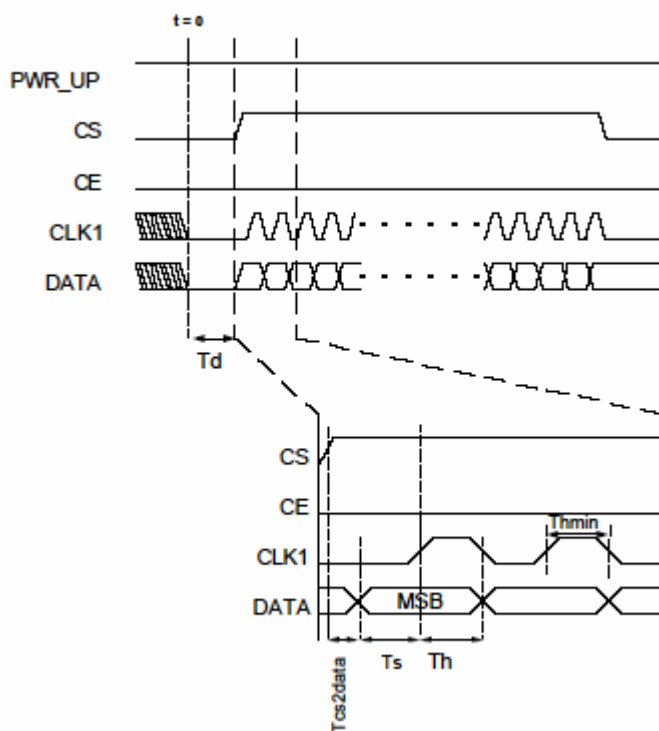 t = 0
PWR_UP
CS
CE
CLK1
DATA
Td
CS
CE
Thmin
CLK1
DATA
MSB
Tcs2data
Ts
Th